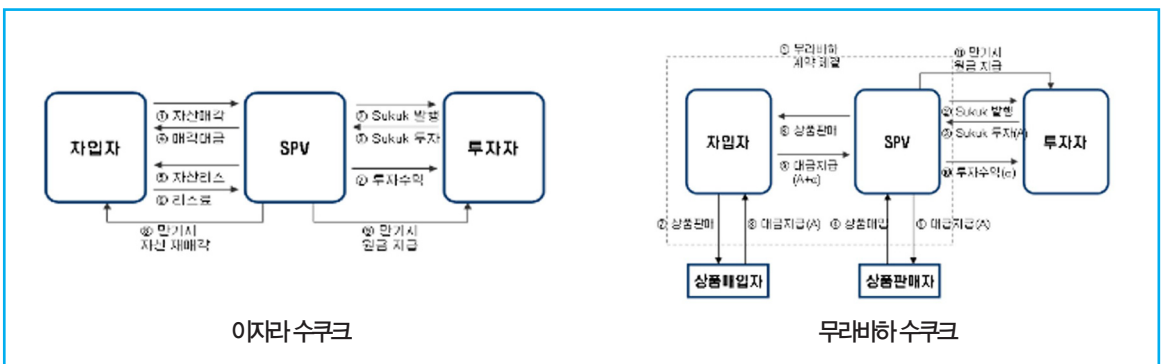 자입자
SPV
투자자
① 자산매각
④ 매각대금
⑤ 자산리스
리스료
Sukuk 발행
Sukuk 투자
⑦ 투자수익
만기시
자산 재매각
만기시
원금 지급
이자라 수쿠크
① 무라바하
계약 체결
만기시
원금 지급
자입자
SPV
투자자
상품판매
대금지급
(A+α)
② Sukuk 발행
③ Sukuk 투자(A)
투자수익(α)
상품판매
⑧ 대금지급(A)
상품매입
대금지급(A)
상품매입자
상품판매자
무라바하 수쿠크